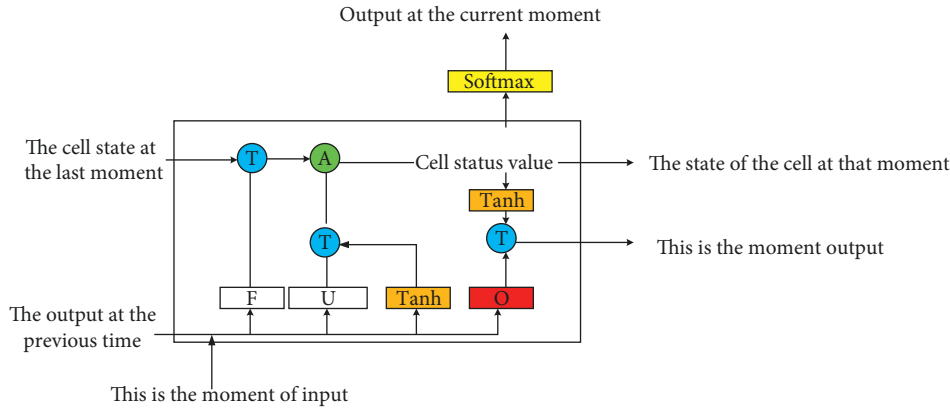 Output at the current moment
Softmax
The cell state at
the last moment
T
A
Cell status value
The state of the cell at that moment
Tanh
T
T
This is the moment output
F
U
Tanh
O
The output at the
previous time
This is the moment of input